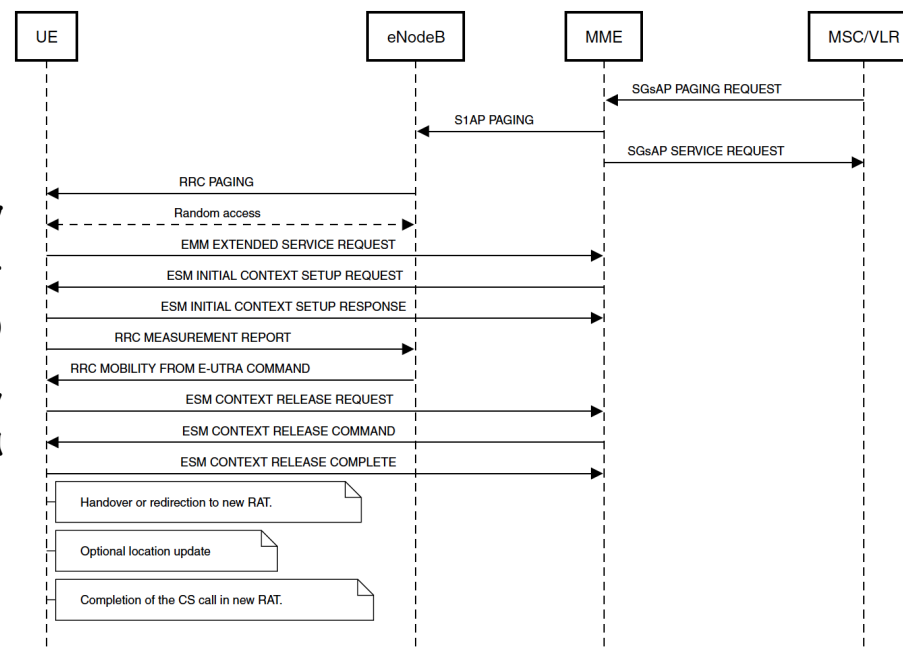 UE
eNodeB
MME
MSC/VLR
SGsAP PAGING REQUEST
S1AP PAGING
SGsAP SERVICE REQUEST
RRC PAGING
Random access
EMM EXTENDED SERVICE REQUEST
ESM INITIAL CONTEXT SETUP REQUEST
ESM INITIAL CONTEXT SETUP RESPONSE
RRC MEASUREMENT REPORT
RRC MOBILITY FROM E-UTRA COMMAND
ESM CONTEXT RELEASE REQUEST
ESM CONTEXT RELEASE COMMAND
ESM CONTEXT RELEASE COMPLETE
Handover or redirection to new RAT.
Optional location update
Completion of the CS call in new RAT.